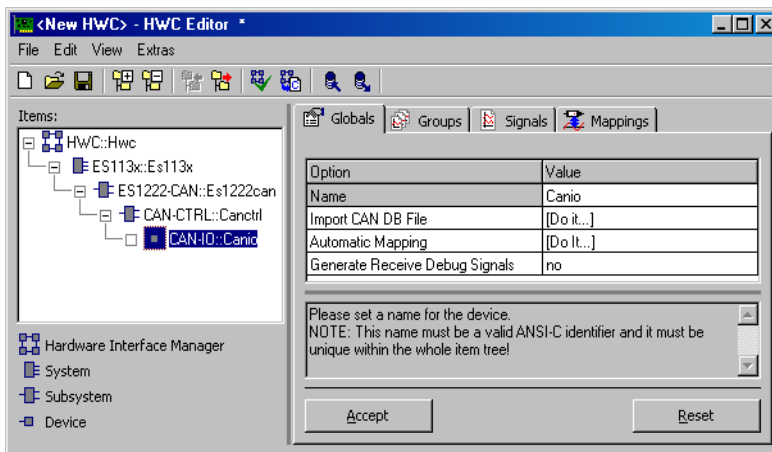 <New HWC> - HWC Editor *
File Edit View Extras
Items:
HWC::Hwc
ES113x::Es113x
ES1222-CAN::Es1222can
CAN-CTRL::Canctrl
CAN-IO::Canio
Hardware Interface Manager
System
Subsystem
Device
Globals Groups Signals Mappings
Option Value
Name Canio
Import CAN DB File [Do it...]
Automatic Mapping [Do It...]
Generate Receive Debug Signals no
Please set a name for the device.
NOTE: This name must be a valid ANSI-C identifier and it must be
unique within the whole item tree!
Accept Reset